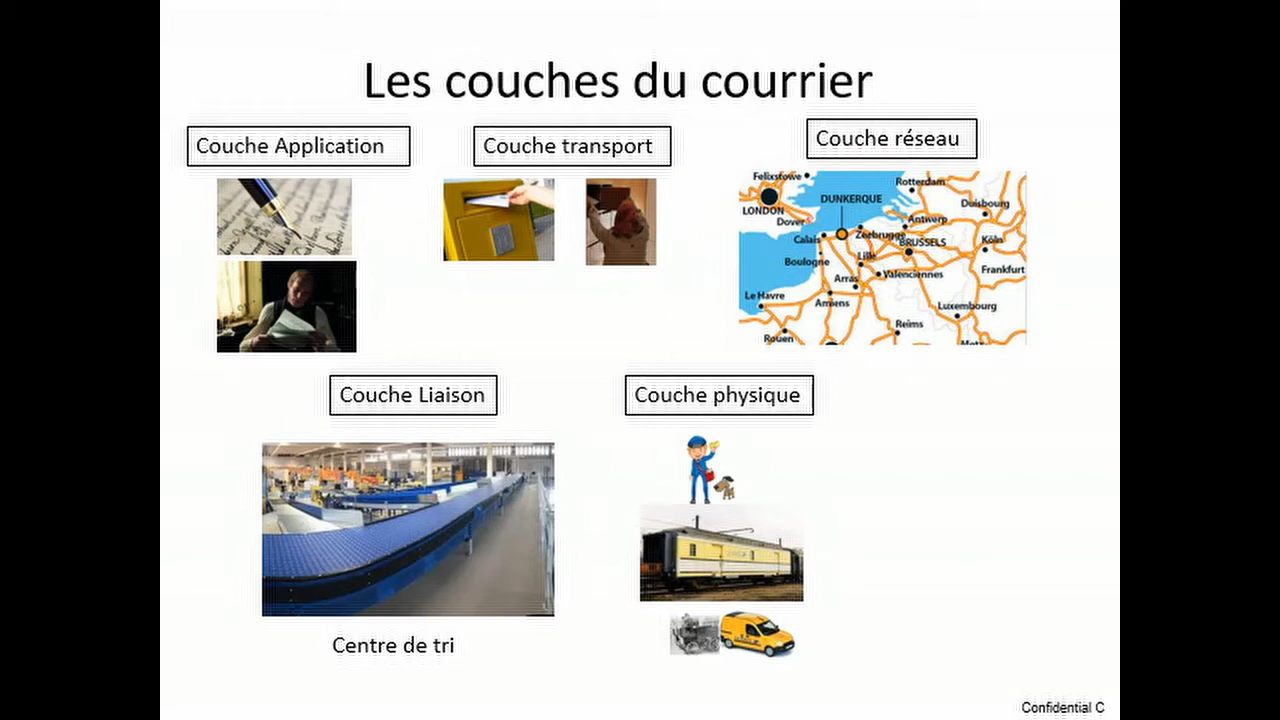 Les couches du courrier
Couche Application
Couche transport
Couche réseau
Felixstowe
Rotterdam
LONDON
DUNKERQUE
Duisbourg
Dover
Antwerp
Calais
Zeebrugge
BRUSSELS
Köln
Boulogne
Lille
Frankfurt
Arras
Valenciennes
Le Havre
Amiens
Luxembourg
Reims
Rouen
Couche Liaison
Couche physique
Centre de tri
Confidential C